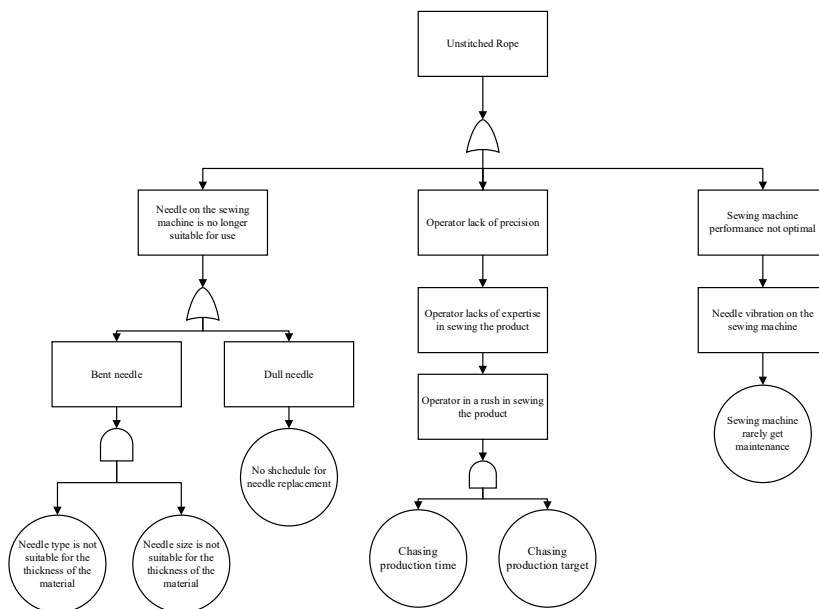 Unstitched Rope
Needle on the sewing
machine is no longer
suitable for use
Operator lack of precision
Sewing machine
performance not optimal
Operator lacks of expertise
in sewing the product
Needle vibration on the
sewing machine
Bent needle
Dull needle
Operator in a rush in sewing
the product
Sewing machine
rarely get
maintenance
No shchedule for
needle replacement
Needle type is not
suitable for the
thickness of the
material
Needle size is not
suitable for the
thickness of the
material
Chasing
production time
Chasing
production target